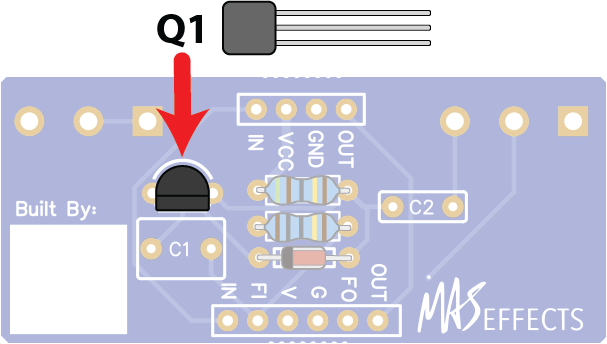 Q1
IN
VCC
GND
OUT
Built By:
C1
C2
IN
FI
V
G
FO
OUT
MAS EFFECTS